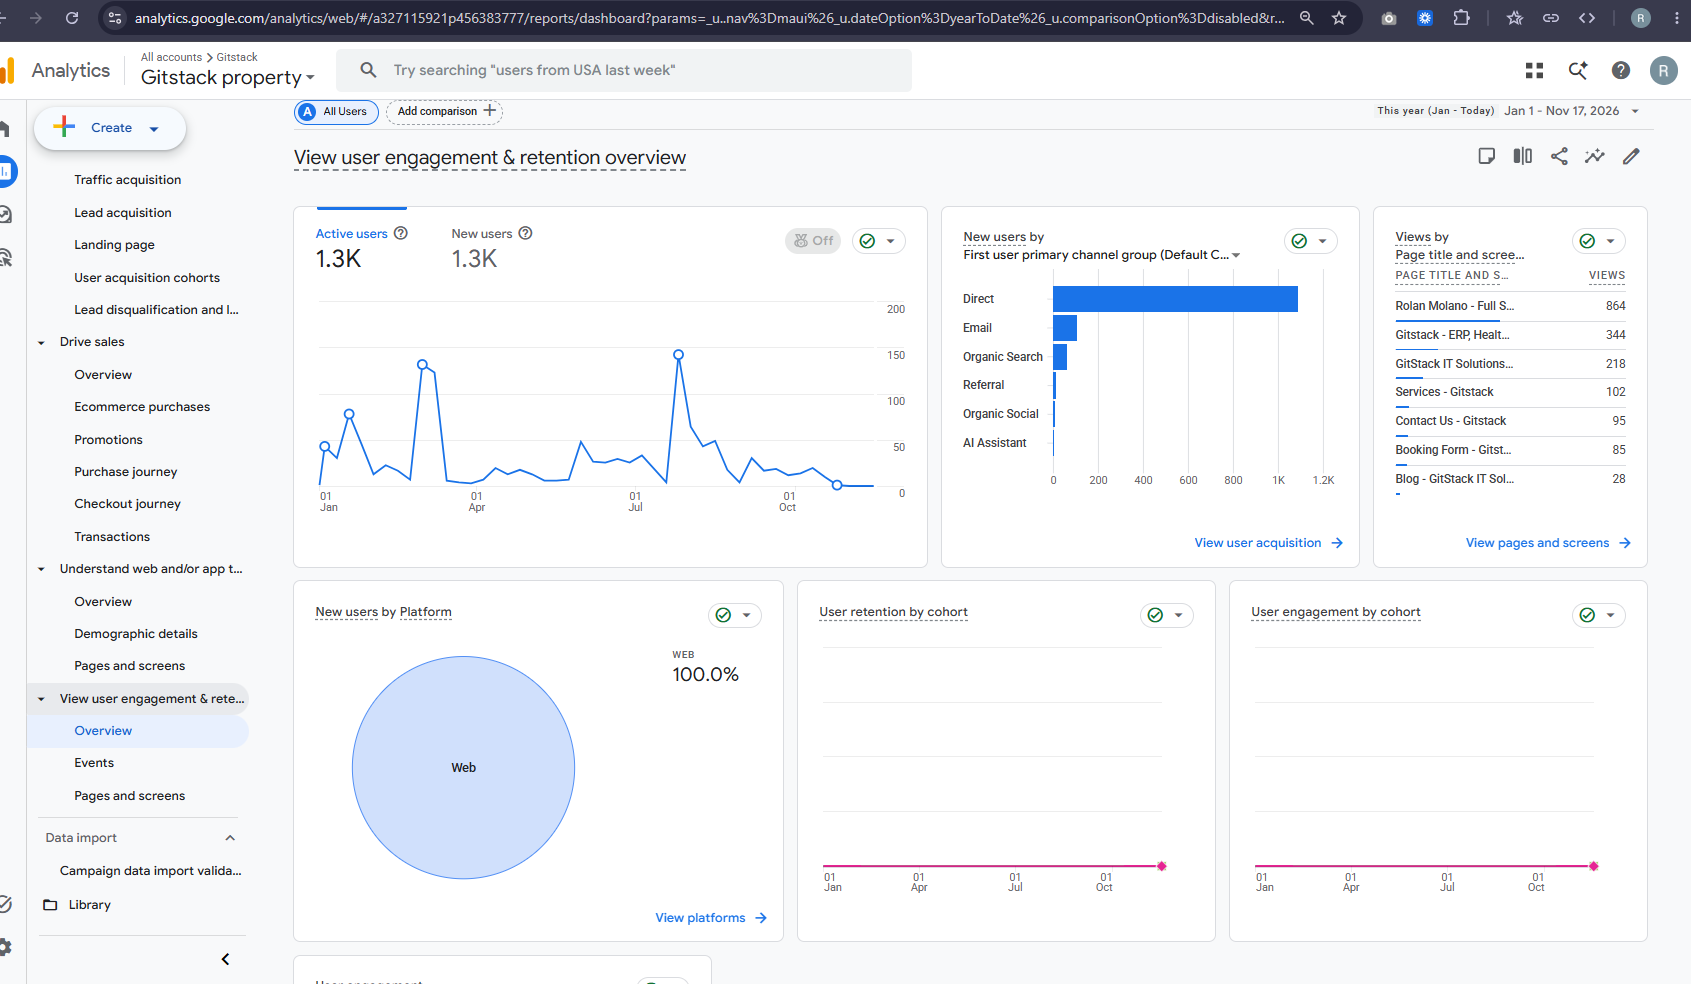 analytics.google.com/analytics/web/#/a327115921p456383777/reports/dashboard?params=_u..nav%3Dmaui%26_u.dateOption%3DyearToDate%26_u.comparisonOption%3Ddisabled&r...
R
Analytics
All accounts > Gitstack
Gitstack property
Try searching "users from USA last week"
R
Create
Traffic acquisition
Lead acquisition
Landing page
User acquisition cohorts
Lead disqualification and l...
Drive sales
Overview
Ecommerce purchases
Promotions
Purchase journey
Checkout journey
Transactions
Understand web and/or app t...
Overview
Demographic details
Pages and screens
View user engagement & rete...
Overview
Events
Pages and screens
Data import
Campaign data import valida...
Library
A All Users
Add comparison +
This year (Jan - Today) Jan 1 - Nov 17, 2026
View user engagement & retention overview
Active users
1.3K
New users
1.3K
Off
200
150
100
50
0
01 Jan
01 Apr
01 Jul
01 Oct
New users by
First user primary channel group (Default C...
Direct
Email
Organic Search
Referral
Organic Social
AI Assistant
0 200 400 600 800 1K 1.2K
View user acquisition
Views by
Page title and scree...
PAGE TITLE AND S... VIEWS
Rolan Molano - Full S... 864
Gitstack - ERP, Healt... 344
GitStack IT Solutions... 218
Services - Gitstack 102
Contact Us - Gitstack 95
Booking Form - Gitst... 85
Blog - GitStack IT Sol... 28
View pages and screens
New users by Platform
WEB
100.0%
Web
View platforms
User retention by cohort
01 Jan
01 Apr
01 Jul
01 Oct
User engagement by cohort
01 Jan
01 Apr
01 Jul
01 Oct